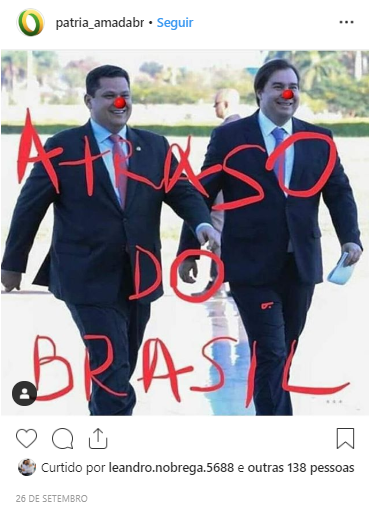 patria_amadabr • Seguir
ATRASO
DO
BRASIL
Curtido por leandro.nobrega.5688 e outras 138 pessoas
26 DE SETEMBRO